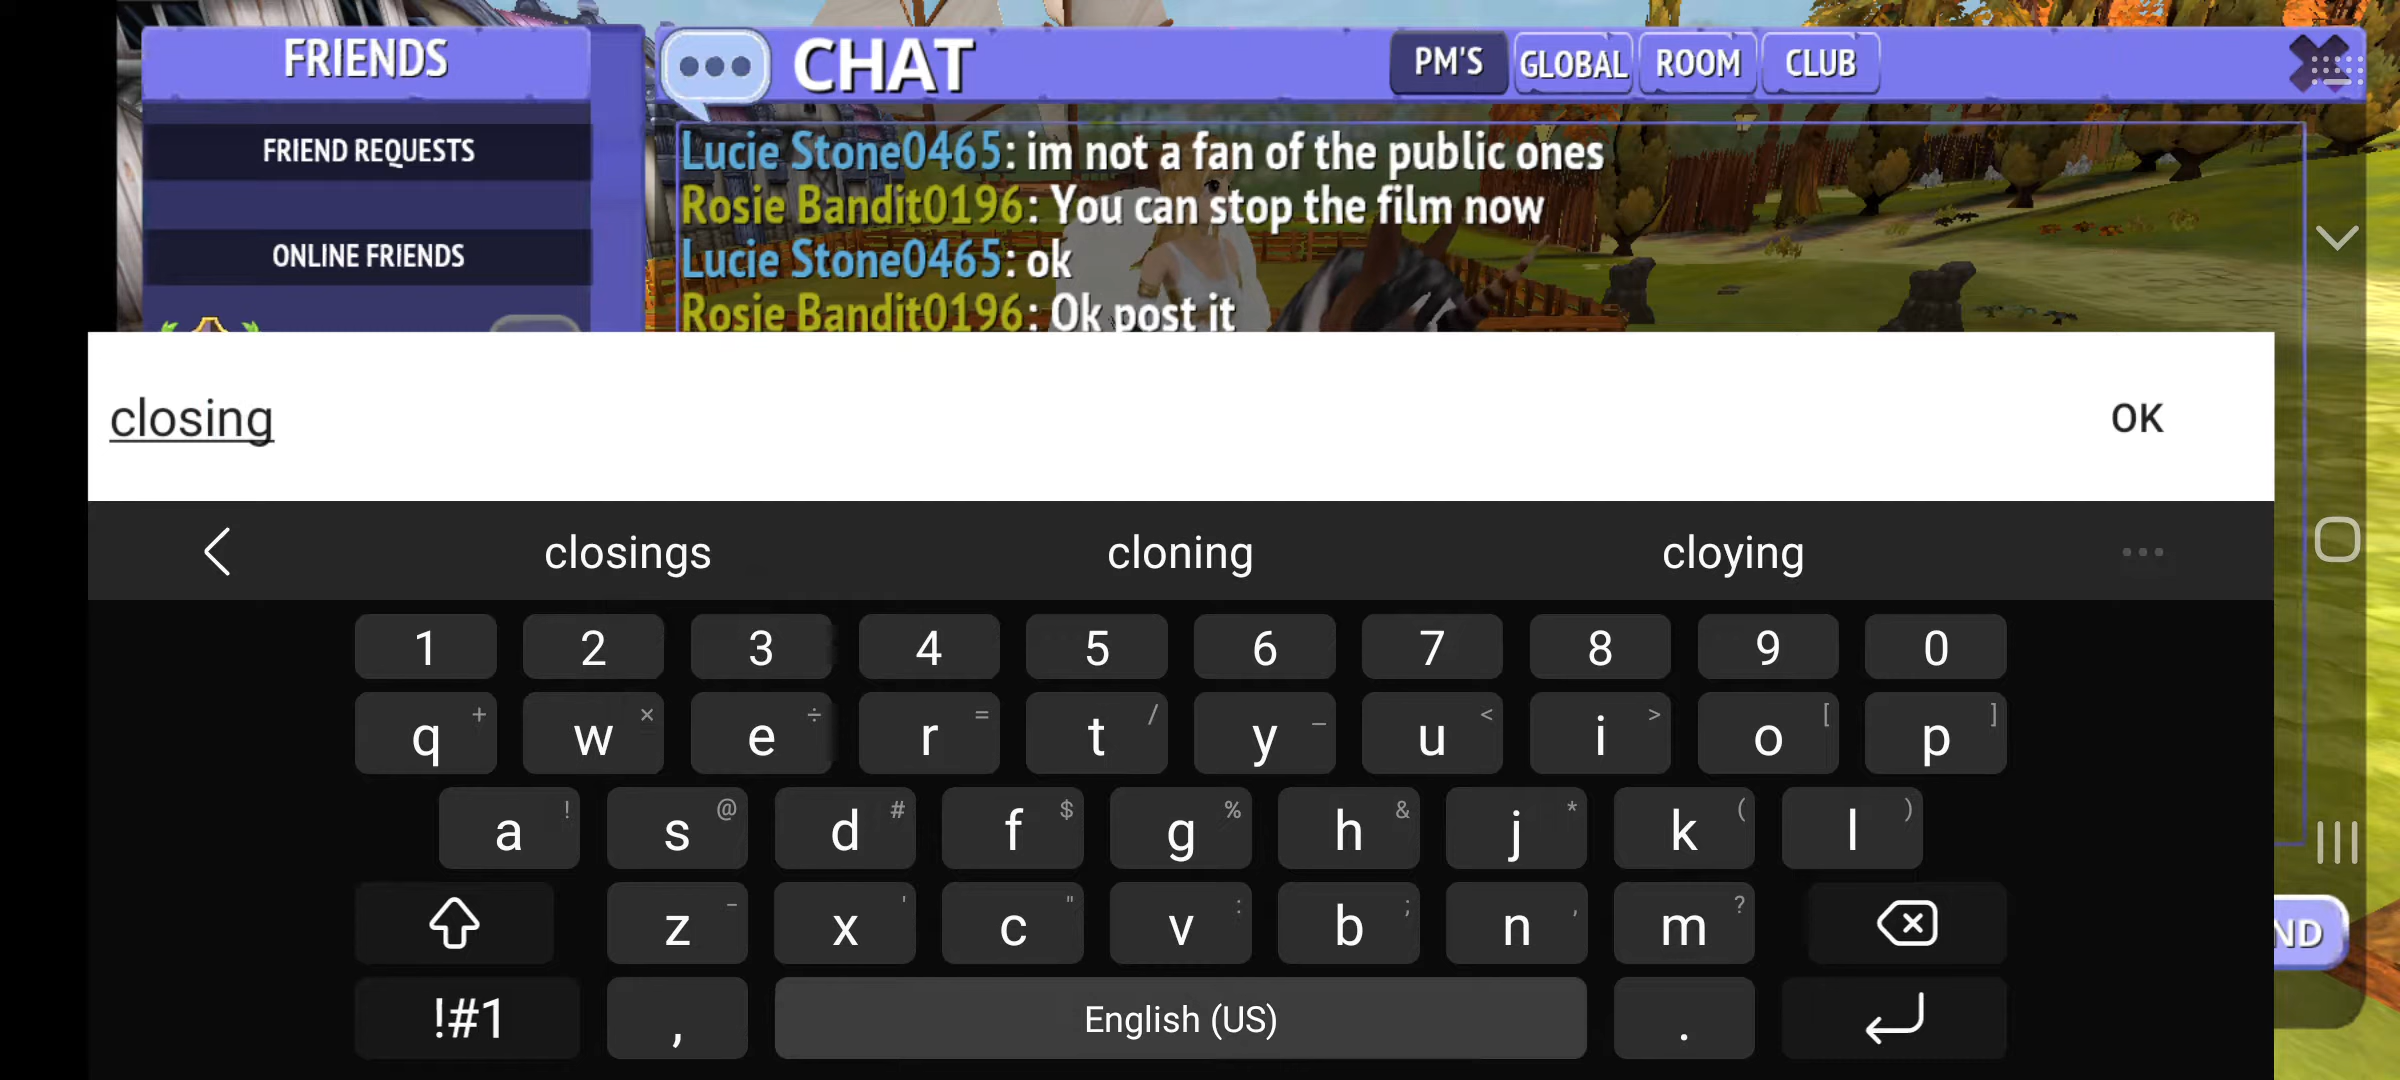 FRIENDS
CHAT
PM'S GLOBAL ROOM CLUB
FRIEND REQUESTS
ONLINE FRIENDS
Lucie Stone0465: im not a fan of the public ones
Rosie Bandit0196: You can stop the film now
Lucie Stone0465: ok
Rosie Bandit0196: Ok post it
closing
OK
closings cloning cloying
1 2 3 4 5 6 7 8 9 0
q + w × e ÷ r = t / y _ u < i > o [ p ]
a ! s @ d # f $ g % h & j * k ( l )
z - x ' c " v : b ; n , m ?
ND
!#1 , English (US) .